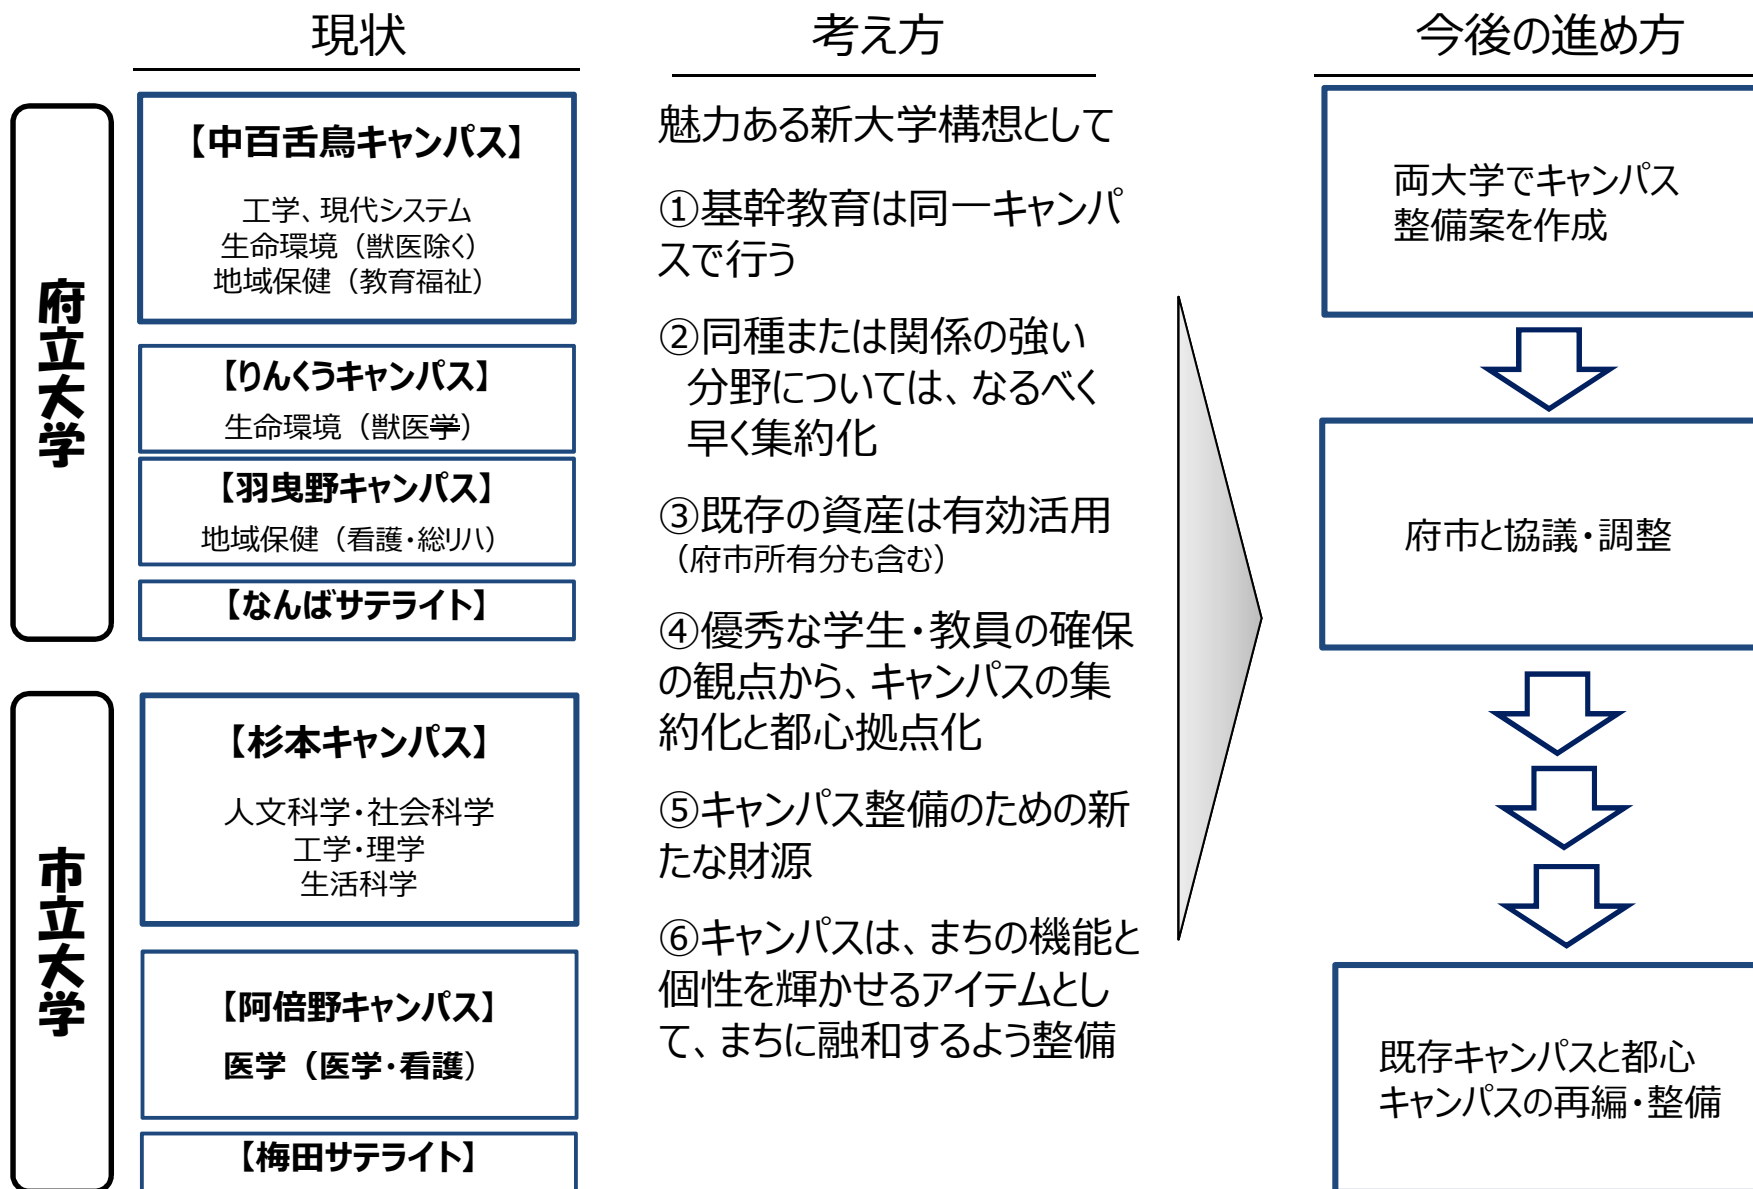 現状
考え方
今後の進め方
府立大学
【中百舌鳥キャンパス】
工学、現代システム
生命環境（獣医除く）
地域保健（教育福祉）
【りんくうキャンパス】
生命環境（獣医学）
【羽曳野キャンパス】
地域保健（看護・総リハ）
【なんばサテライト】
市立大学
【杉本キャンパス】
人文科学・社会科学
工学・理学
生活科学
【阿倍野キャンパス】
医学（医学・看護）
【梅田サテライト】
魅力ある新大学構想として
①基幹教育は同一キャンパ
スで行う
②同種または関係の強い
分野については、なるべく
早く集約化
③既存の資産は有効活用
（府市所有分も含む）
④優秀な学生・教員の確保
の観点から、キャンパスの集
約化と都心拠点化
⑤キャンパス整備のための新
たな財源
⑥キャンパスは、まちの機能と
個性を輝かせるアイテムとし
て、まちに融和するよう整備
両大学でキャンパス
整備案を作成
府市と協議・調整
既存キャンパスと都心
キャンパスの再編・整備